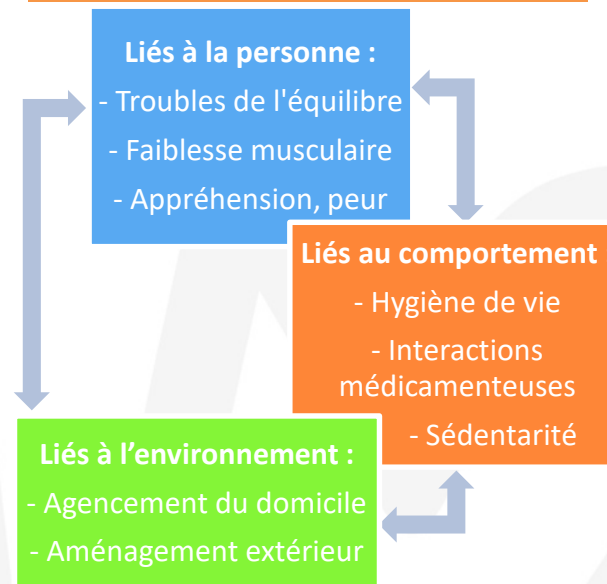 Liés à la personne :
- Troubles de l'équilibre
- Faiblesse musculaire
- Appréhension, peur
Liés au comportement
- Hygiène de vie
- Interactions
médicamenteuses
- Sédentarité
Liés à l’environnement :
- Agencement du domicile
- Aménagement extérieur